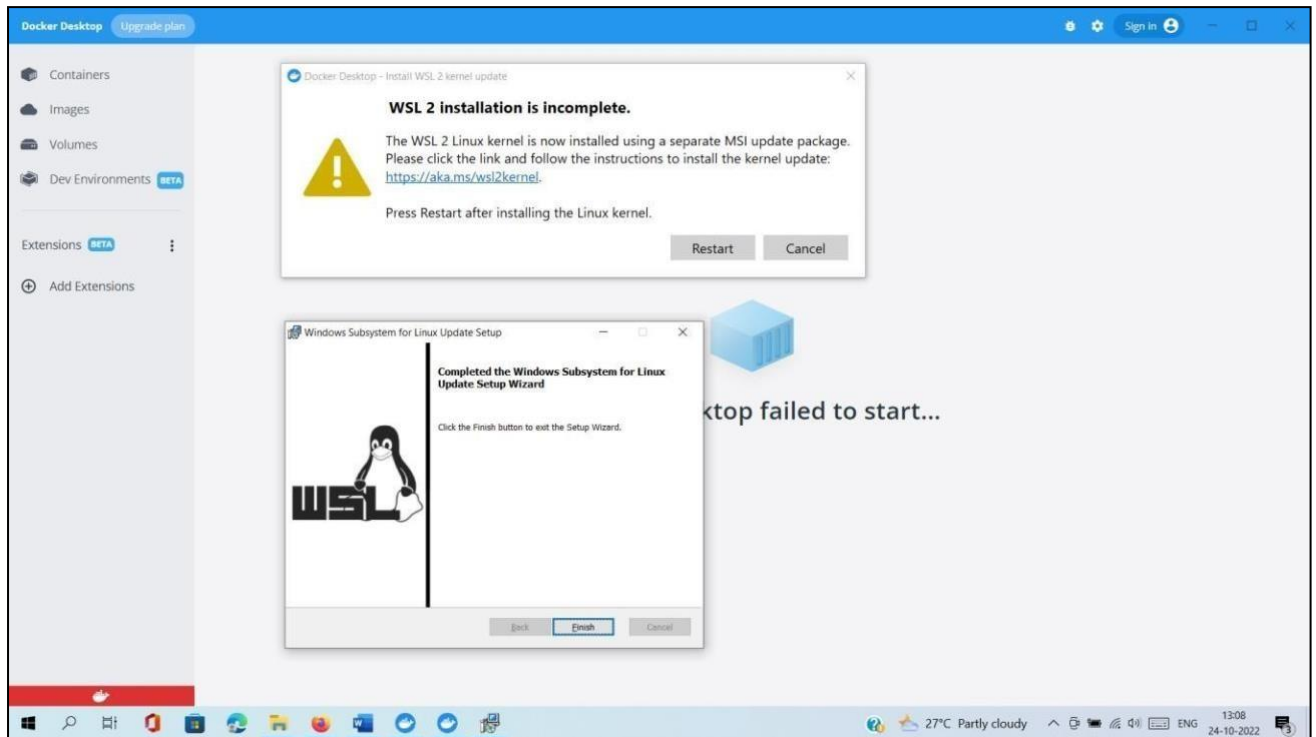 Docker Desktop Upgrade plan
Sign in
Containers
Images
Volumes
Dev Environments BETA
Extensions BETA
Add Extensions
Docker Desktop - Install WSL 2 kernel update
WSL 2 installation is incomplete.
The WSL 2 Linux kernel is now installed using a separate MSI update package.
Please click the link and follow the instructions to install the kernel update:
https://aka.ms/wsl2kernel.
Press Restart after installing the Linux kernel.
Restart Cancel
Windows Subsystem for Linux Update Setup
Completed the Windows Subsystem for Linux
Update Setup Wizard
Click the Finish button to exit the Setup Wizard.
WSL
Back Finish Cancel
ktop failed to start...
27°C Partly cloudy
ENG
13:08
24-10-2022
3